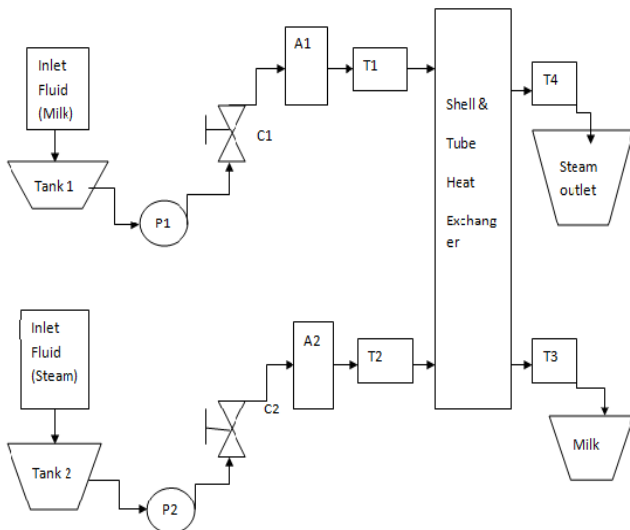 Inlet
Fluid
(Milk)
Tank 1
P1
C1
A1
T1
Shell &
Tube
Heat
Exchang
er
T4
Steam
outlet
Inlet
Fluid
(Steam)
Tank 2
P2
C2
A2
T2
T3
Milk